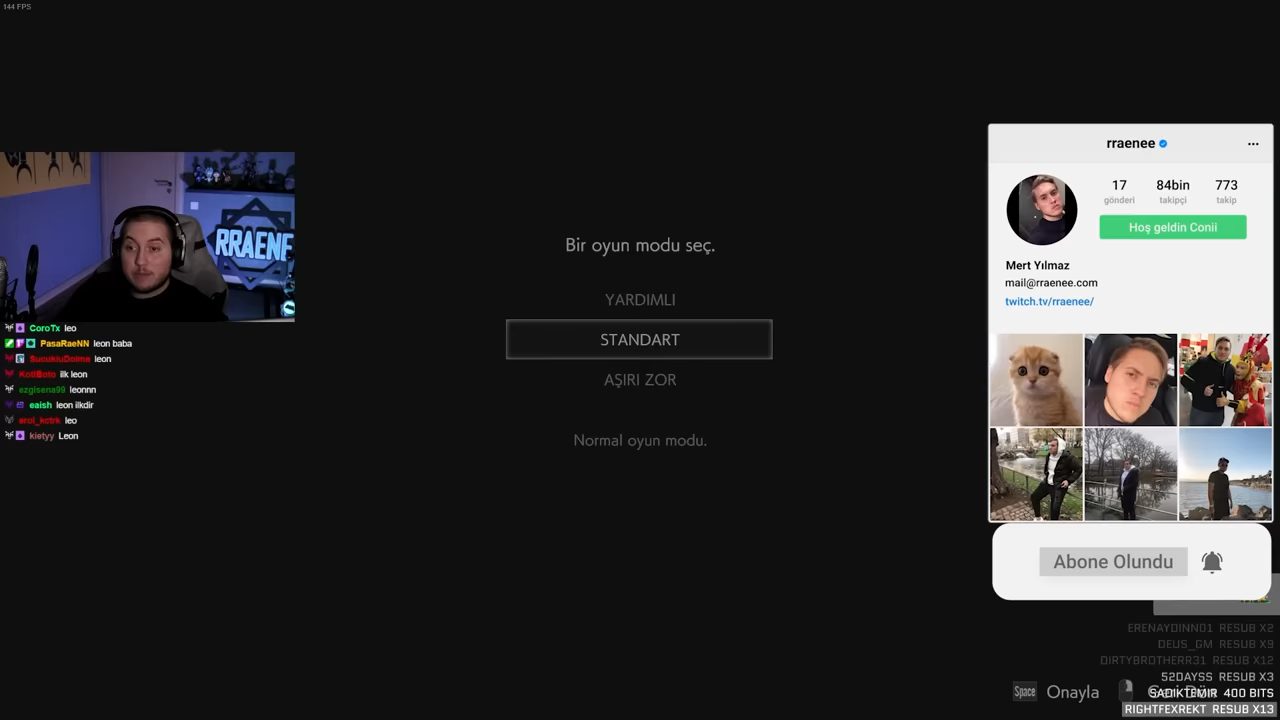 144 FPS
RRAENE
CoroTx leo
PasaRaeNN leon baba
SucukluDolma leon
KotiBoto ilk leon
ezgisena99 leonnn
eaish leon ilkdir
leo
kietyy Leon
Bir oyun modu seç.
YARDIMLI
STANDART
AŞIRI ZOR
Normal oyun modu.
rraenee
17 84bin 773
gönderi takipçi takip
Hoş geldin Conii
Mert Yılmaz
mail@rraenee.com
twitch.tv/rraenee/
Abone Olundu
ERENAYDINN01 RESUB X2
DEUS_GM RESUB X9
DIRTYBROTHERR31 RESUB X12
52DAYSS RESUB X3
Space Onayla
SADIKTEMIR 400 BITS
RIGHTFEXREKT RESUB X13